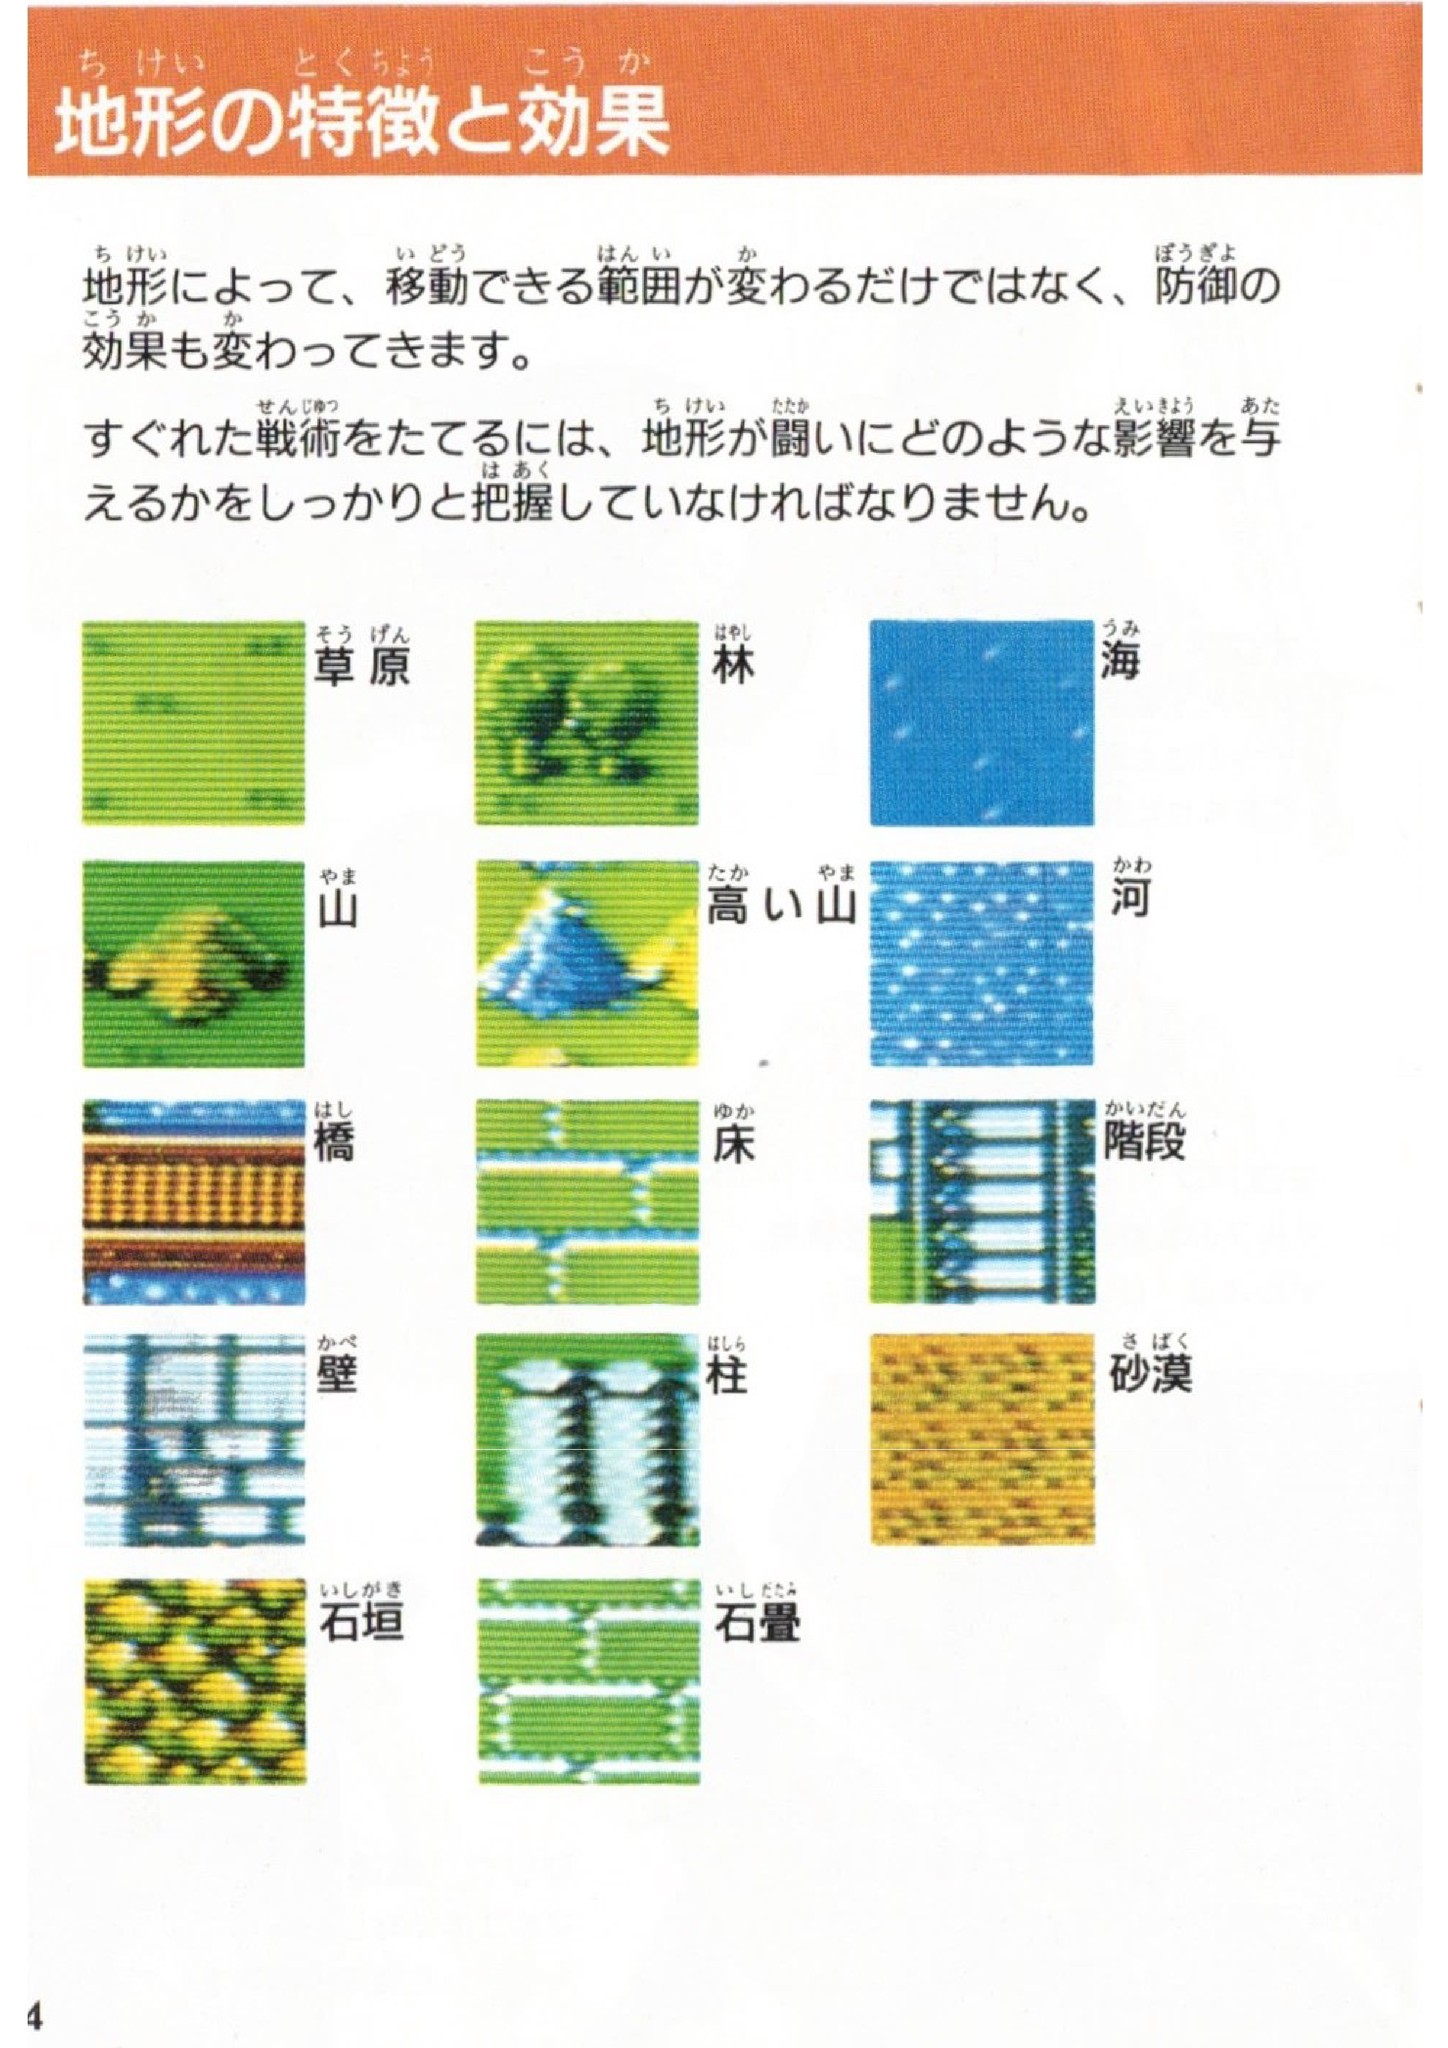 地形の特徴と効果
地形によって、移動できる範囲が変わるだけではなく、防御の
効果も変わってきます。
すぐれた戦術をたてるには、地形が闘いにどのような影響を与
えるかをしっかりと把握していなければなりません。
草原
林
海
山
高い山
河
橋
床
階段
壁
柱
砂漠
石垣
石畳
4